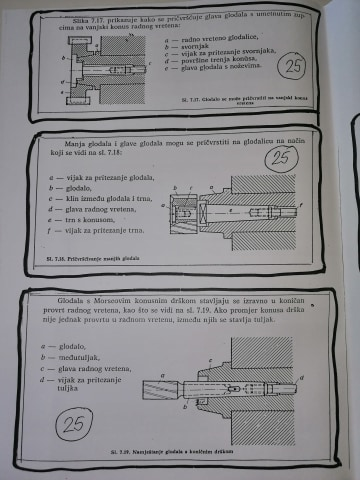 Slika 7.17. prikazuje kako se pričvršćuje glava glodala s umetnutim zup-
cima na vanjski konus radnog vretena:
a — radno vreteno glodalice,
b — svornjak
c — vijak za pritezanje svornjaka,
d — površine trenja konusa,
e — glava glodala s noževima.
25
Sl. 7.17. Glodalo se može pričvrstiti na vanjski konus
vretena
Manja glodala i glave glodala mogu se pričvrstiti na glodalicu na način
koji se vidi na sl. 7.18:
25
a — vijak za pritezanje glodala,
b — glodalo,
c — klin između glodala i trna,
d — glava radnog vretena,
e — trn s konusom,
f — vijak za pritezanje trna.
a
b
c
d
e
f
Sl. 7.18. Pričvršćivanje manjih glodala
Glodala s Morseovim konusnim drškom stavljaju se izravno u koničan
provrt radnog vretena, kao što se vidi na sl. 7.19. Ako promjer konusa drška
nije jednak provrtu u radnom vretenu, između njih se stavlja tuljak.
a — glodalo,
b — međutuljak,
c — glava radnog vretena,
d — vijak za pritezanje
tuljka
a
b
c
d
25
Sl. 7.19. Namještanje glodala s koničnim drškom